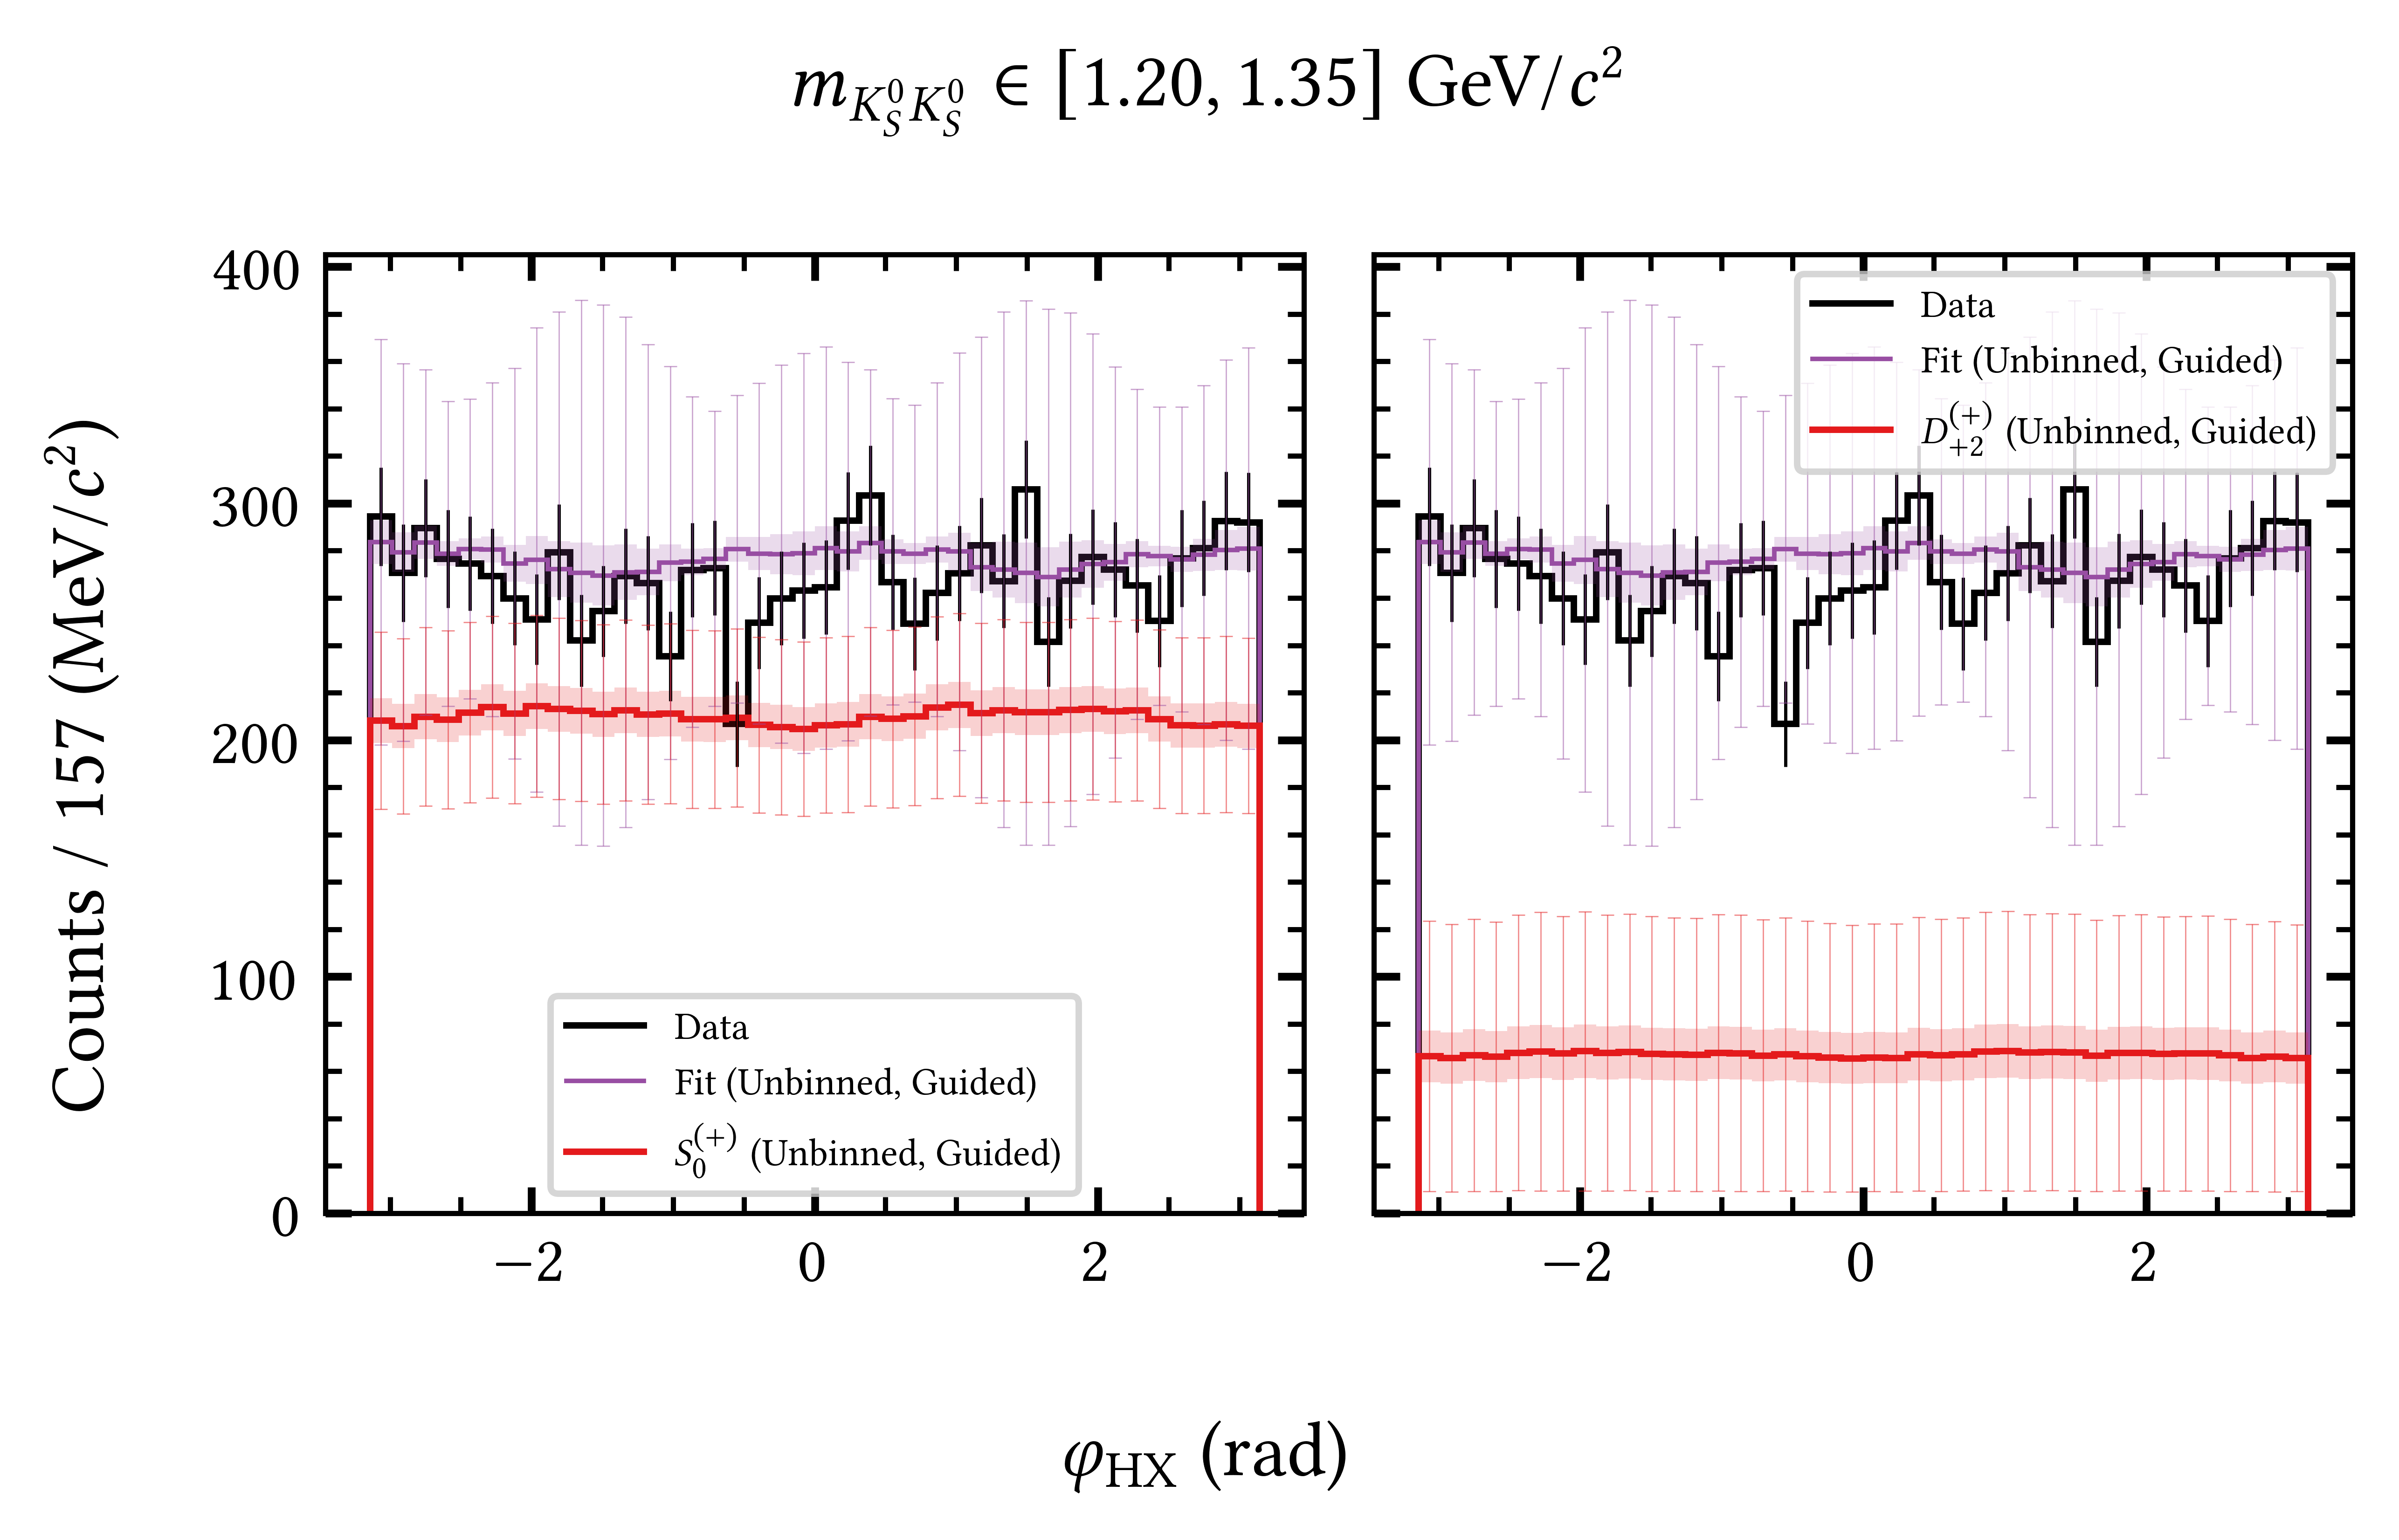 m_{K_S^0 K_S^0} ∈ [1.20, 1.35] GeV/c²
Counts / 157 (MeV/c²)
400
300
200
100
0
Data
Fit (Unbinned, Guided)
S_0^{(+)} (Unbinned, Guided)
−2
0
2
Data
Fit (Unbinned, Guided)
D_{+2}^{(+)} (Unbinned, Guided)
−2
0
2
φ_{HX} (rad)